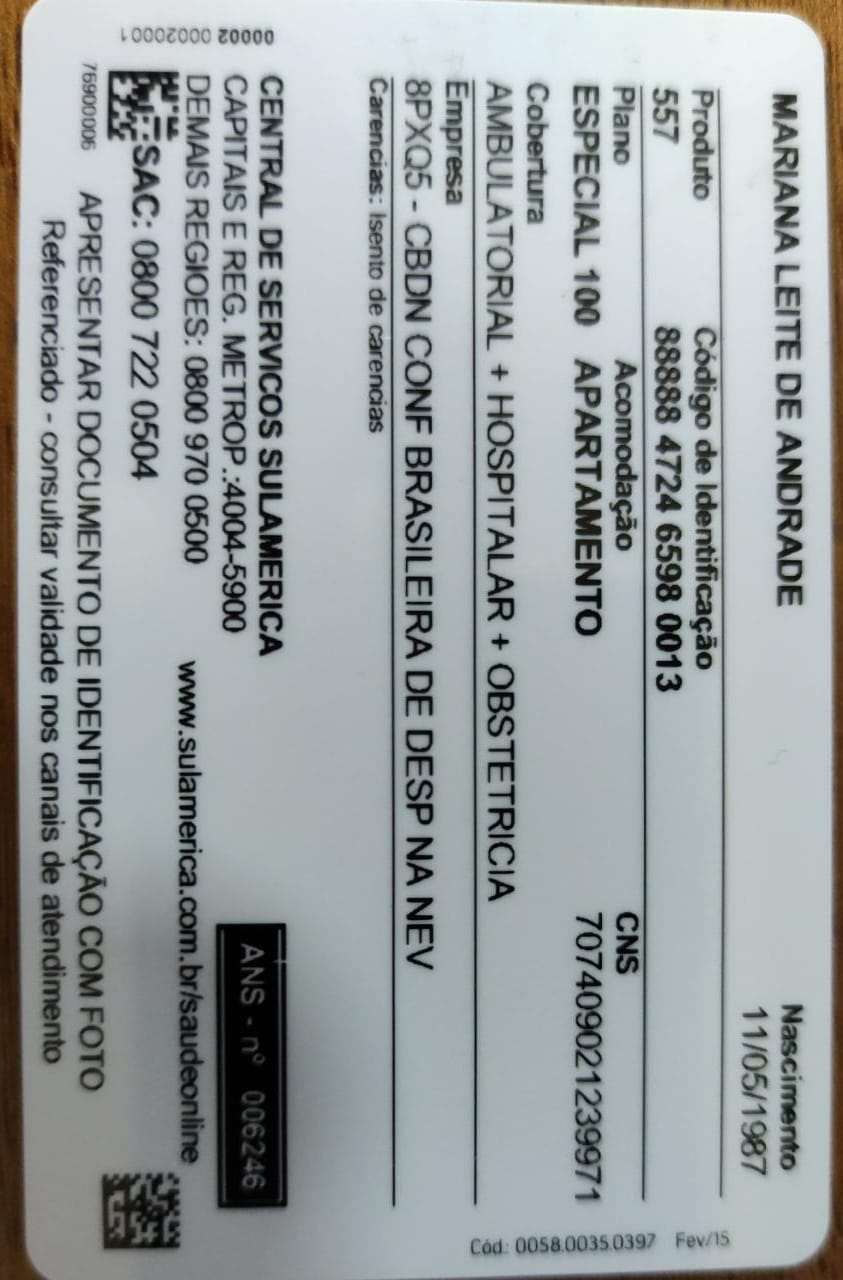 MARIANA LEITE DE ANDRADE
Nascimento
11/05/1987
Produto Código de Identificação
557 88888 4724 6598 0013
Plano Acomodação CNS
ESPECIAL 100 APARTAMENTO 707409021239971
Cobertura
AMBULATORIAL + HOSPITALAR + OBSTETRICIA
Empresa
8PXQ5 - CBDN CONF BRASILEIRA DE DESP NA NEV
Carencias: Isento de carencias
CENTRAL DE SERVICOS SULAMERICA
CAPITAIS E REG. METROP.:4004-5900
DEMAIS REGIOES: 0800 970 0500 www.sulamerica.com.br/saudeonline
SAC: 0800 722 0504
ANS - nº 006246
APRESENTAR DOCUMENTO DE IDENTIFICAÇÃO COM FOTO
Referenciado - consultar validade nos canais de atendimento
76900006
00002 00020001
Cód.: 0058.0035.0397 Fev/15